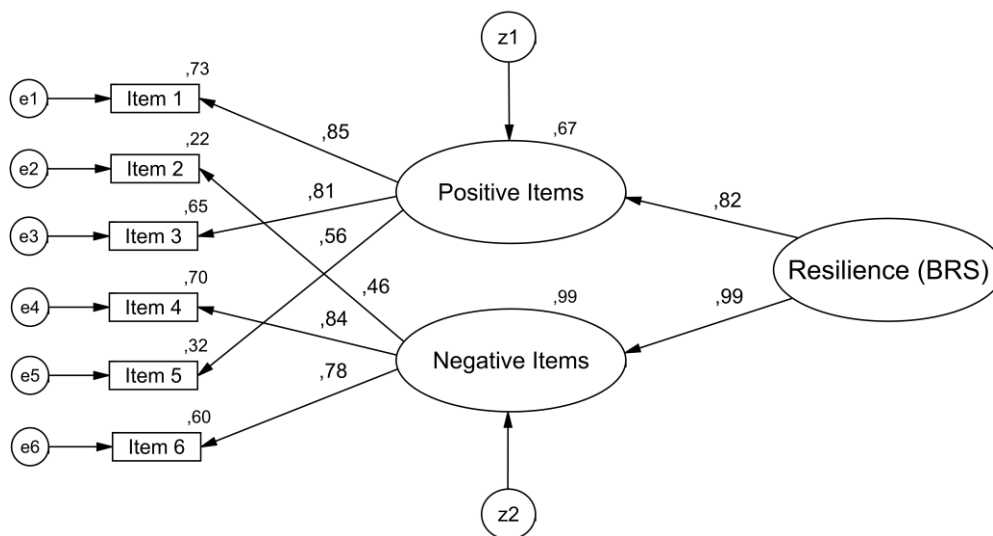 z1
,73
e1
Item 1
,85
,67
,22
e2
Item 2
Positive Items
,81
,82
,65
e3
Item 3
,56
Resilience (BRS)
,70
,46
,99
,99
e4
Item 4
,84
,32
Negative Items
e5
Item 5
,78
,60
e6
Item 6
z2